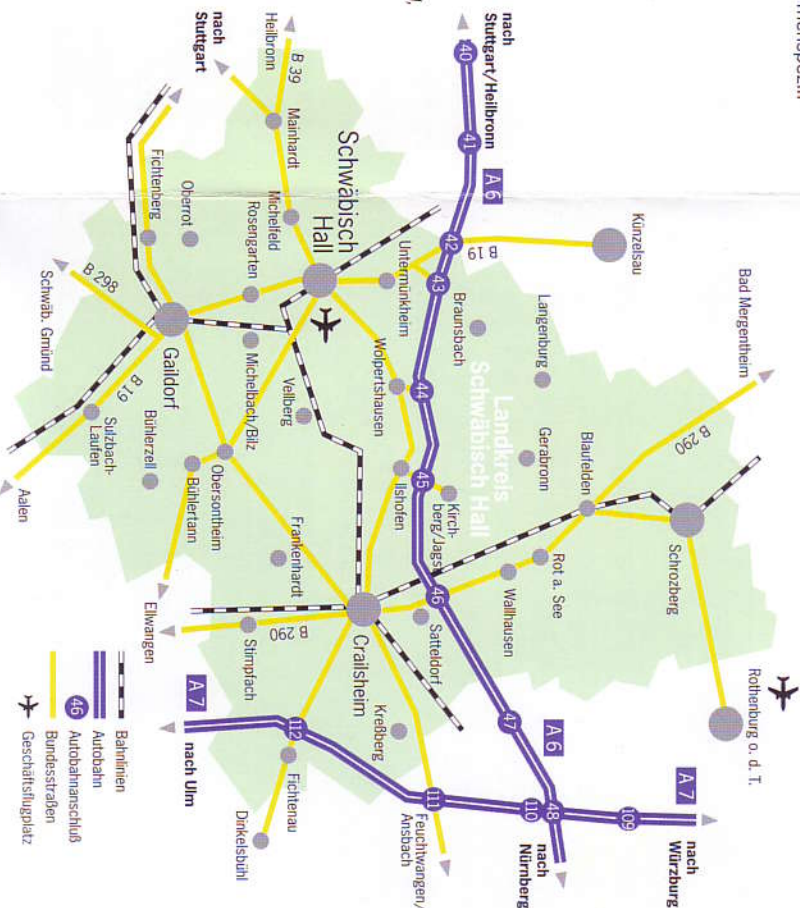 nach
Stuttgart/Heilbronn
40
41
A 6
42
43
44
45
46
47
48
A 6
nach
Nürnberg
A 7
nach
Würzburg
109
110
111
112
A 7
nach Ulm
Künzelsau
B 19
Bad Mergentheim
B 290
Rothenburg o. d. T.
Schrozberg
Blaufelden
Langenburg
Gerabronn
Braunsbach
Landkreis
Schwäbisch Hall
Rot a. See
Wallhausen
Kirch-
berg/Jagst
Satteldorf
Ilshofen
Wolpertshausen
Untermünkheim
Heilbronn
B 39
Mainhardt
nach
Stuttgart
Michelfeld
Schwäbisch
Hall
Rosengarten
Oberrot
Fichtenberg
Gaildorf
B 298
Schwäb. Gmünd
B 19
Sulzbach-
Laufen
Aalen
Michelbach/Bilz
Vellberg
Bühlerzell
Obersontheim
Bühlertann
Frankenhardt
Ellwangen
Crailsheim
B 290
Stimpfach
Kreßberg
Fichtenau
Dinkelsbühl
Feuchtwangen/
Ansbach
Bahnlinien
Autobahn
46 Autobahnanschluß
Bundesstraßen
Geschäftsflugplatz